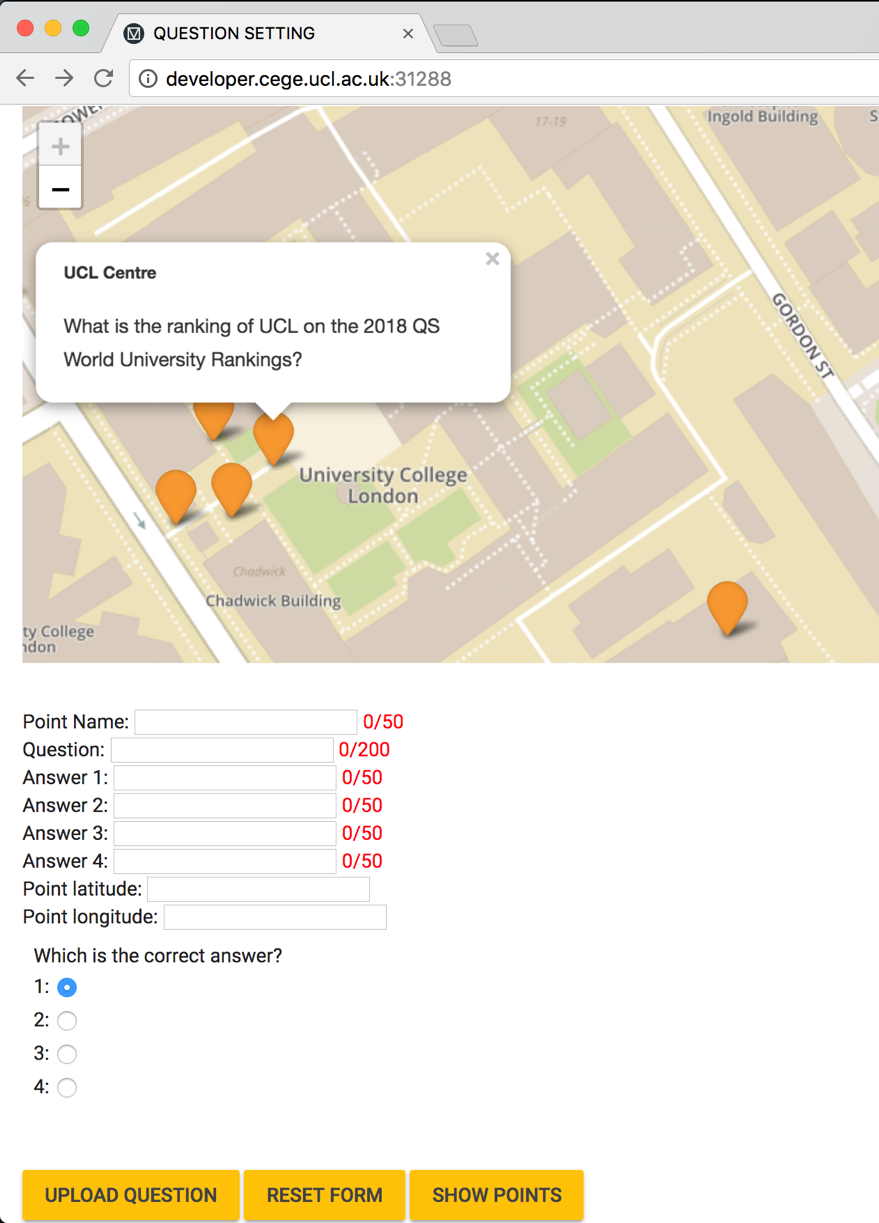 QUESTION SETTING
developer.cege.ucl.ac.uk:31288
17-19
Ingold Building
+
−
UCL Centre
What is the ranking of UCL on the 2018 QS
World University Rankings?
GORDON ST
University College
London
Chadwick
Chadwick Building
ty College
ndon
Point Name: 0/50
Question: 0/200
Answer 1: 0/50
Answer 2: 0/50
Answer 3: 0/50
Answer 4: 0/50
Point latitude:
Point longitude:
Which is the correct answer?
1:
2:
3:
4:
UPLOAD QUESTION RESET FORM SHOW POINTS